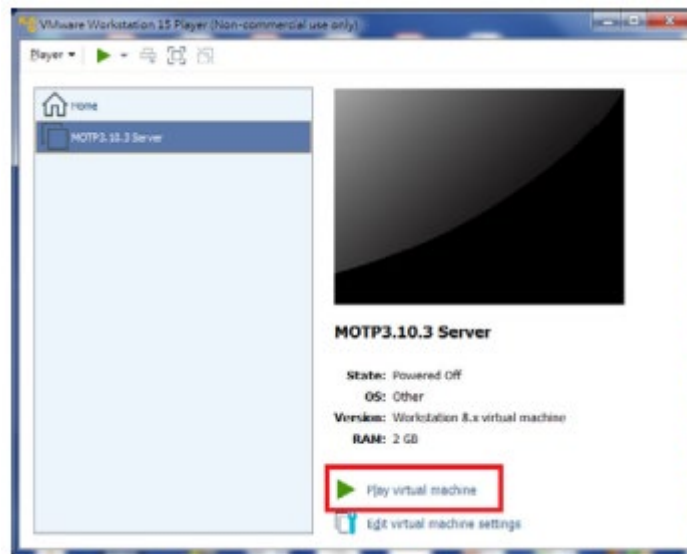 VMware Workstation 15 Player (Non-commercial use only)
Player
Home
MOTP3.10.3 Server
MOTP3.10.3 Server
State: Powered Off
OS: Other
Version: Workstation 8.x virtual machine
RAM: 2 GB
Play virtual machine
Edit virtual machine settings